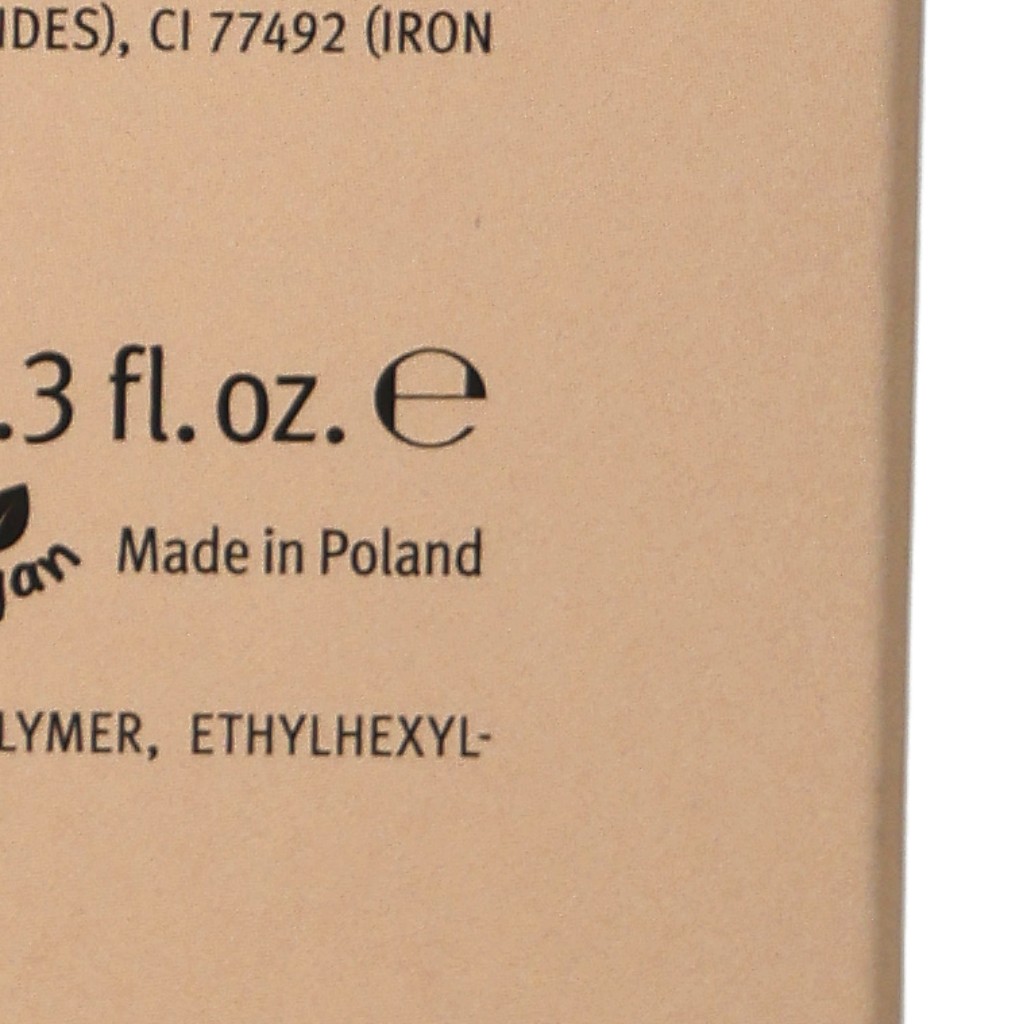 IDES), CI 77492 (IRON
.3 fl. oz. ℮
Made in Poland
LYMER, ETHYLHEXYL-